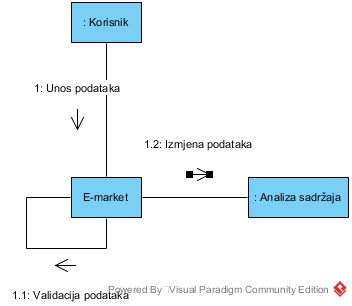 : Korisnik
1: Unos podataka
1.2: Izmjena podataka
E-market
: Analiza sadržaja
Powered By Visual Paradigm Community Edition
1.1: Validacija podataka